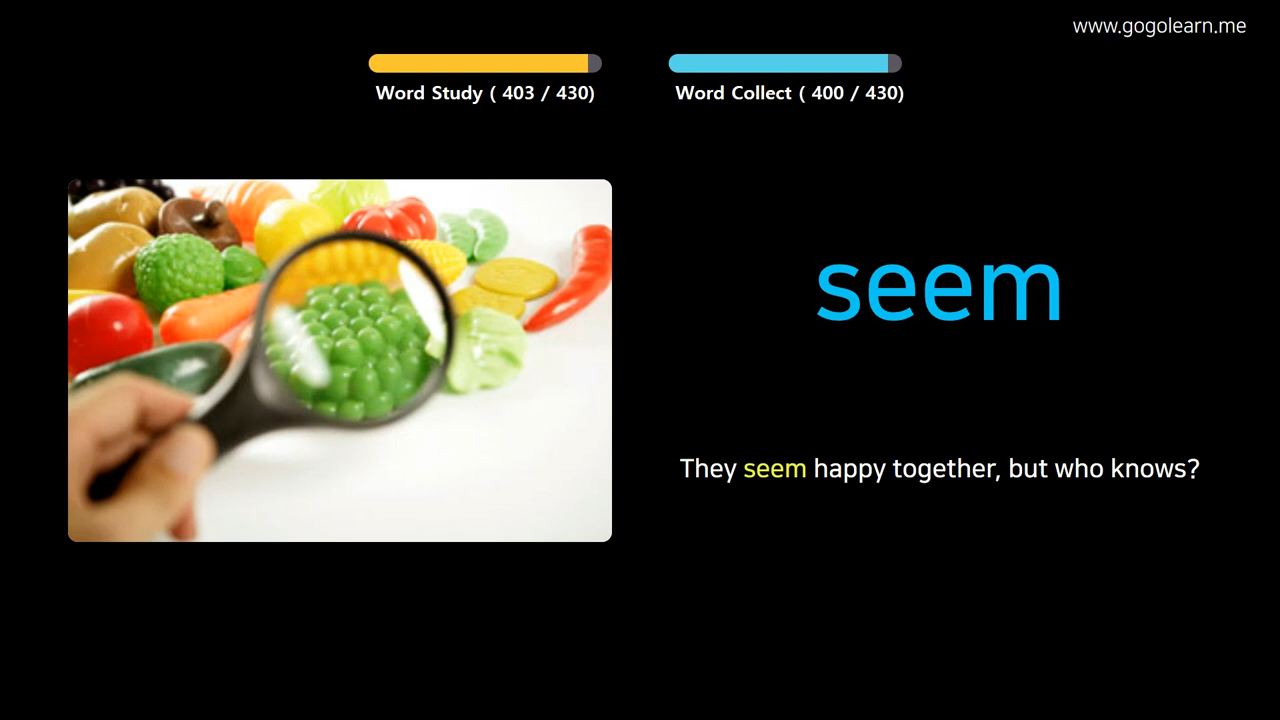 www.gogolearn.me
Word Study ( 403 / 430)
Word Collect ( 400 / 430)
seem
They seem happy together, but who knows?